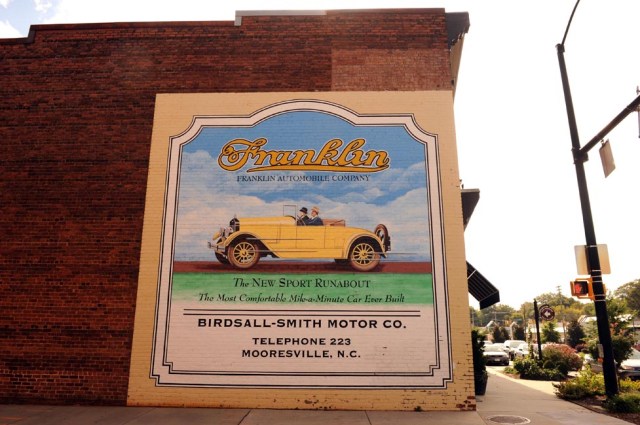 Franklin
FRANKLIN AUTOMOBILE COMPANY
The NEW SPORT RUNABOUT
The Most Comfortable Mile-a-Minute Car Ever Built
BIRDSALL-SMITH MOTOR CO.
TELEPHONE 223
MOORESVILLE, N.C.